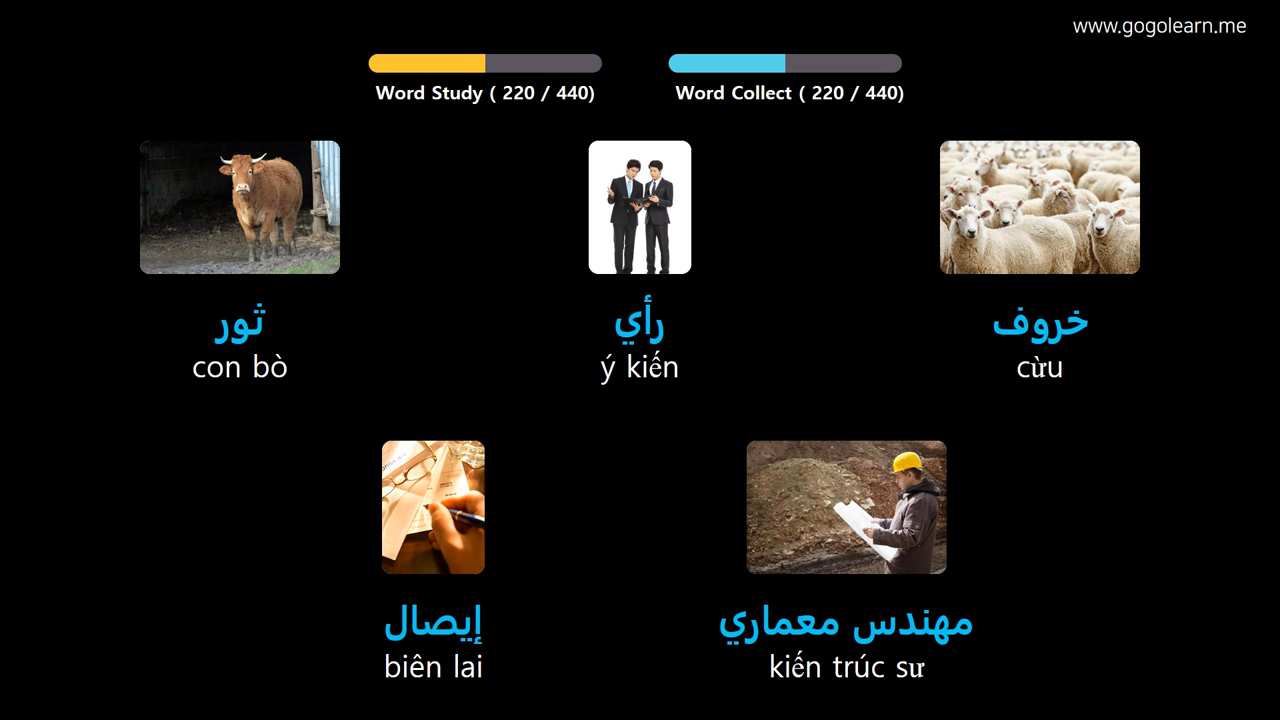 www.gogolearn.me
Word Study ( 220 / 440)
Word Collect ( 220 / 440)
ثور
con bò
رأي
ý kiến
خروف
cừu
إيصال
biên lai
مهندس معماري
kiến trúc sư